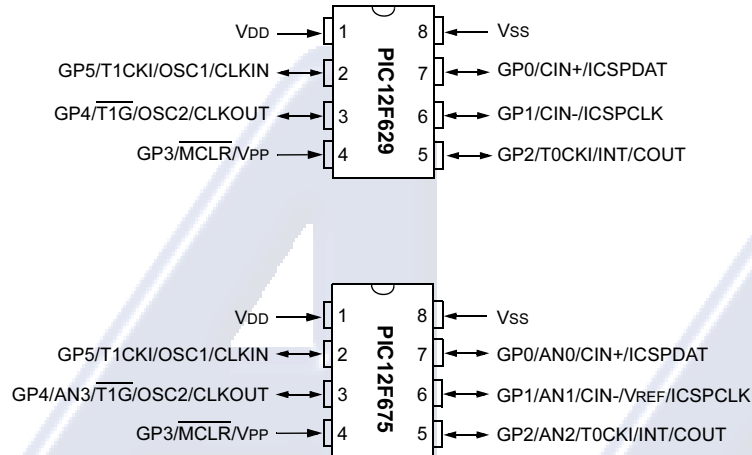 VDD 1 8 VSS
GP5/T1CKI/OSC1/CLKIN 2 7 GP0/CIN+/ICSPDAT
GP4/T1G/OSC2/CLKOUT 3 6 GP1/CIN-/ICSPCLK
GP3/MCLR/VPP 4 5 GP2/T0CKI/INT/COUT
PIC12F629
VDD 1 8 VSS
GP5/T1CKI/OSC1/CLKIN 2 7 GP0/AN0/CIN+/ICSPDAT
GP4/AN3/T1G/OSC2/CLKOUT 3 6 GP1/AN1/CIN-/VREF/ICSPCLK
GP3/MCLR/VPP 4 5 GP2/AN2/T0CKI/INT/COUT
PIC12F675